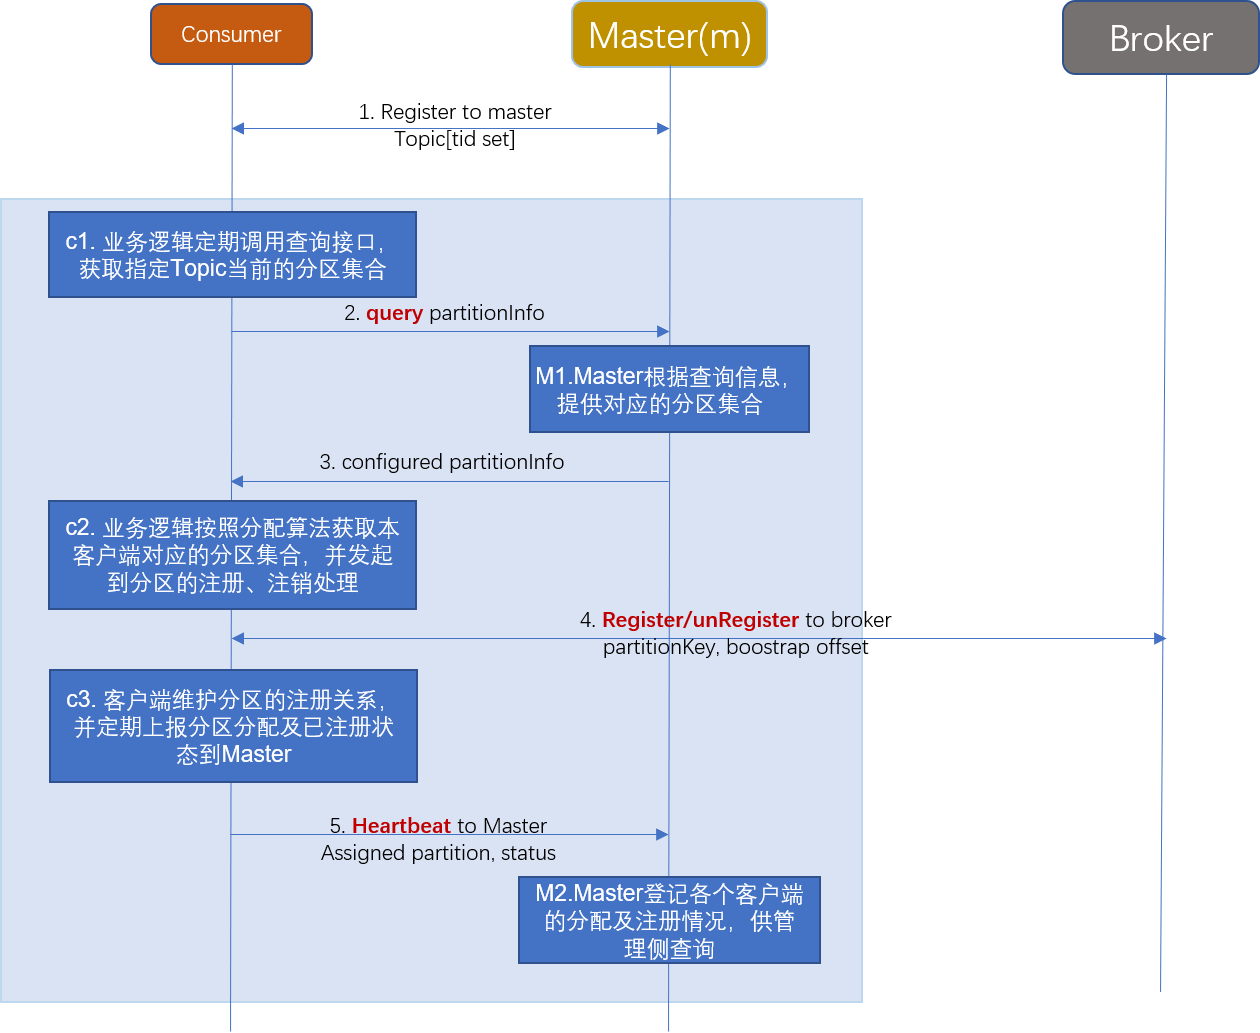 Consumer
Master(m)
Broker
1. Register to master
Topic[tid set]
c1. 业务逻辑定期调用查询接口,
获取指定Topic当前的分区集合
2. query partitionInfo
M1.Master根据查询信息,
提供对应的分区集合
3. configured partitionInfo
c2. 业务逻辑按照分配算法获取本
客户端对应的分区集合，并发起
到分区的注册、注销处理
4. Register/unRegister to broker
partitionKey, boostrap offset
c3. 客户端维护分区的注册关系,
并定期上报分区分配及已注册状
态到Master
5. Heartbeat to Master
Assigned partition, status
M2.Master登记各个客户端
的分配及注册情况，供管
理侧查询